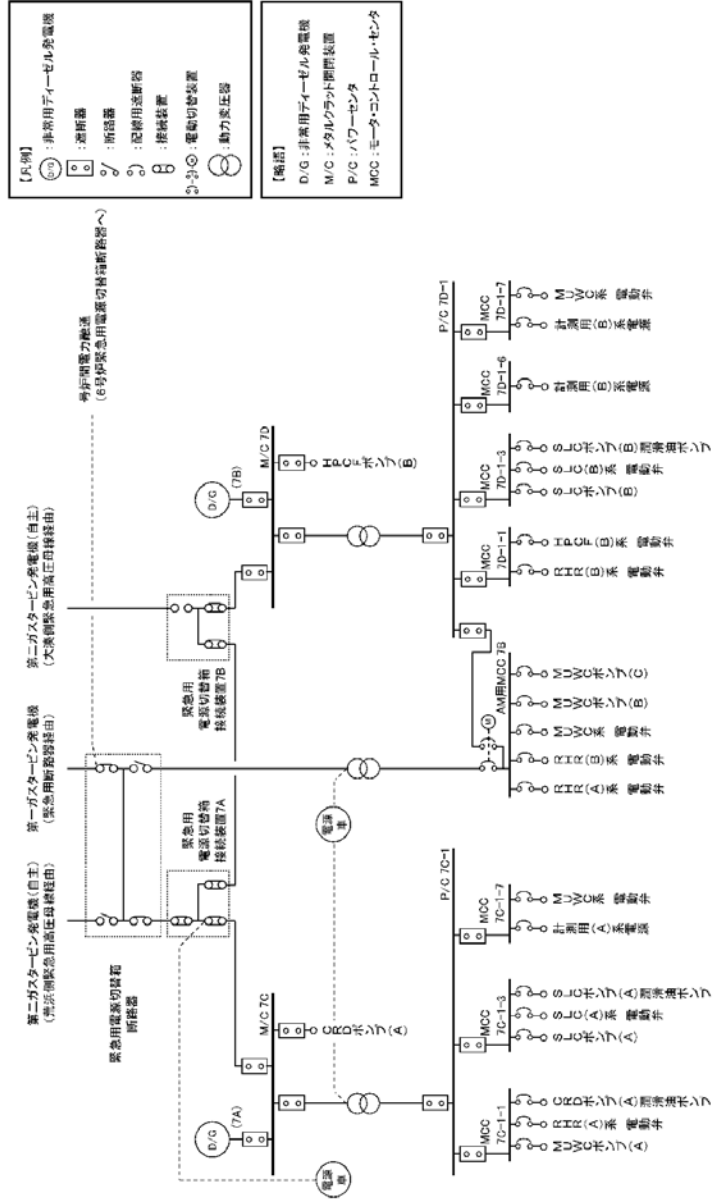 第二ガスタービン発電機(自主)
(荒浜側緊急用高圧母線経由)
第一ガスタービン発電機
(緊急用断路器経由)
第二ガスタービン発電機(自主)
(大湊側緊急用高圧母線経由)
号炉間電力融通
(6号炉緊急用電源切替箱断路器へ)
緊急用電源切替箱
断路器
緊急用
電源切替箱
接続装置7A
緊急用
電源切替箱
接続装置7B
電源
車
電源
車
D/G
(7A)
M/C 7C
CRDポンプ(A)
D/G
(7B)
M/C 7D
HPCFポンプ(B)
P/C 7C-1
MCC
7C-1-1
MUWCポンプ(A)
RHR(A)系 電動弁
CRDポンプ(A)潤滑油ポンプ
MCC
7C-1-3
SLCポンプ(A)
SLC(A)系 電動弁
SLCポンプ(A)潤滑油ポンプ
MCC
7C-1-7
計測用(A)系電源
MUWC系 電動弁
AM用MCC 7B
M
RHR(A)系 電動弁
RHR(B)系 電動弁
MUWC系 電動弁
MUWCポンプ(B)
MUWCポンプ(C)
P/C 7D-1
MCC
7D-1-1
RHR(B)系 電動弁
HPCF(B)系 電動弁
MCC
7D-1-3
SLCポンプ(B)
SLC(B)系 電動弁
SLCポンプ(B)潤滑油ポンプ
MCC
7D-1-6
計測用(B)系電源
MCC
7D-1-7
計測用(B)系電源
MUWC系 電動弁
【凡例】
D/G :非常用ディーゼル発電機
:遮断器
:断路器
:配線用遮断器
:接続装置
M :電動切替装置
:動力変圧器
【略語】
D/G :非常用ディーゼル発電機
M/C :メタルクラッド開閉装置
P/C :パワーセンタ
MCC :モータ・コントロール・センタ